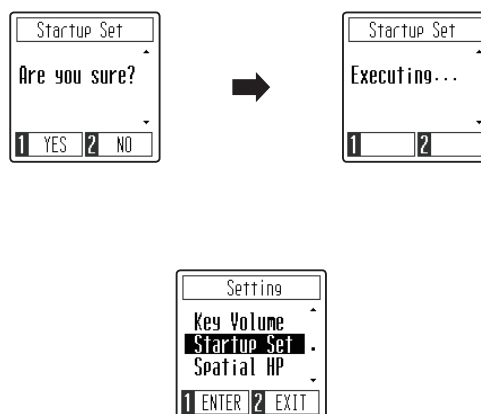 Startup Set
Are you sure?
1 YES 2 NO
Startup Set
Executing...
1 2
Setting
Key Volume
Startup Set
Spatial HP
1 ENTER 2 EXIT